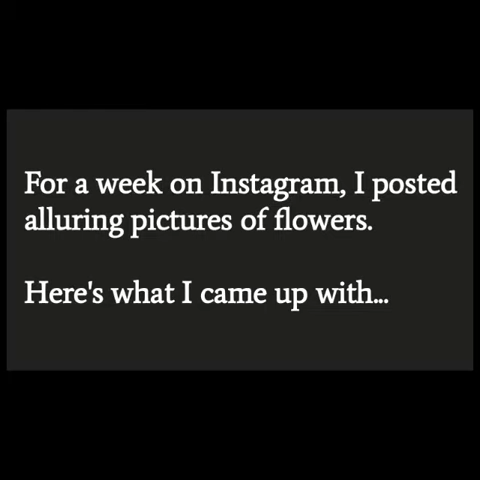 For a week on Instagram, I posted
alluring pictures of flowers.
Here's what I came up with...